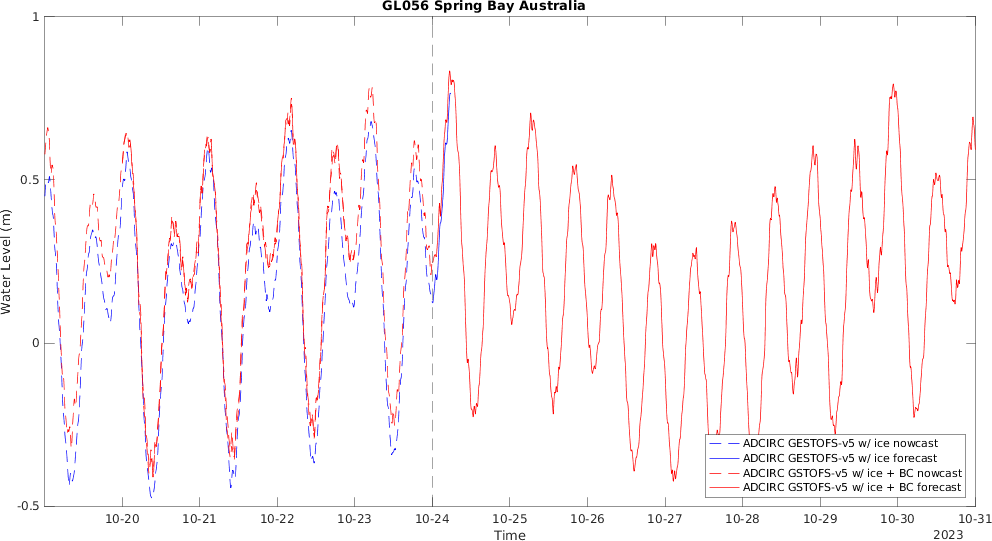 GL056 Spring Bay Australia
Water Level (m)
1
0.5
0
-0.5
10-20 10-21 10-22 10-23 10-24 10-25 10-26 10-27 10-28 10-29 10-30 10-31
Time
2023
ADCIRC GESTOFS-v5 w/ ice nowcast
ADCIRC GESTOFS-v5 w/ ice forecast
ADCIRC GSTOFS-v5 w/ ice + BC nowcast
ADCIRC GSTOFS-v5 w/ ice + BC forecast